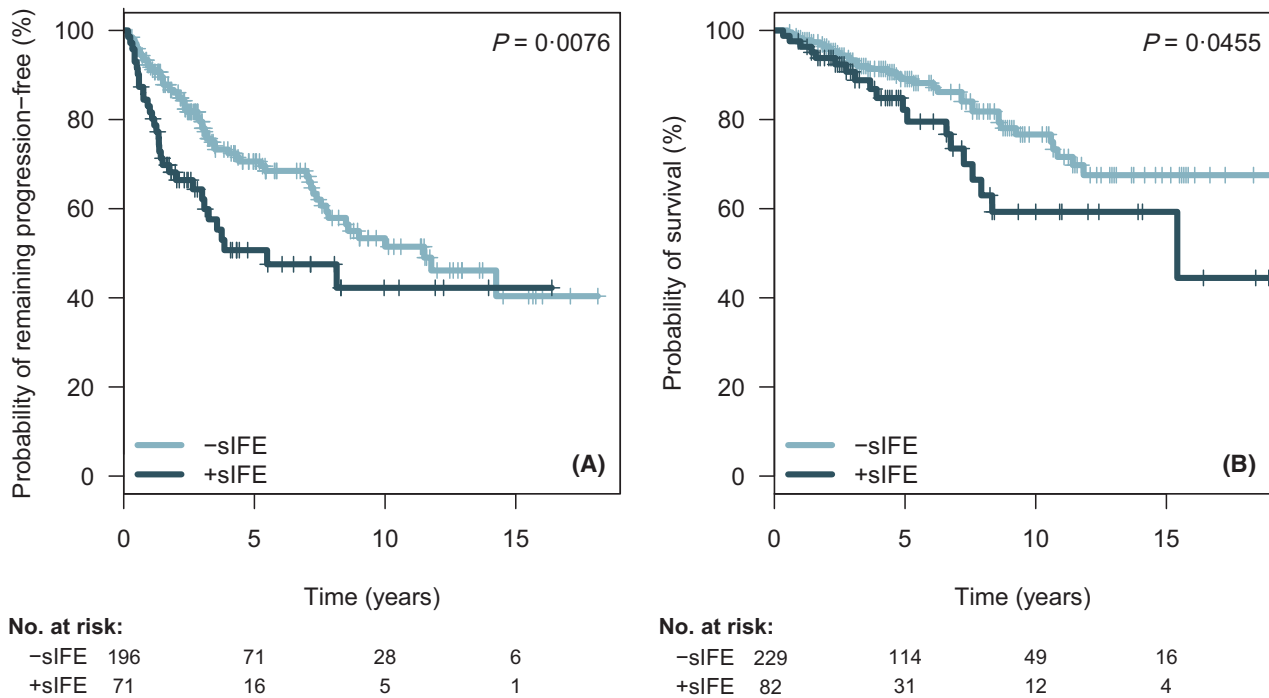 Probability of remaining progression−free (%)
100
80
60
40
20
0
P = 0·0076
−sIFE
+sIFE
(A)
0 5 10 15
Time (years)
No. at risk:
−sIFE 196 71 28 6
+sIFE 71 16 5 1
Probability of survival (%)
100
80
60
40
20
0
P = 0·0455
−sIFE
+sIFE
(B)
0 5 10 15
Time (years)
No. at risk:
−sIFE 229 114 49 16
+sIFE 82 31 12 4